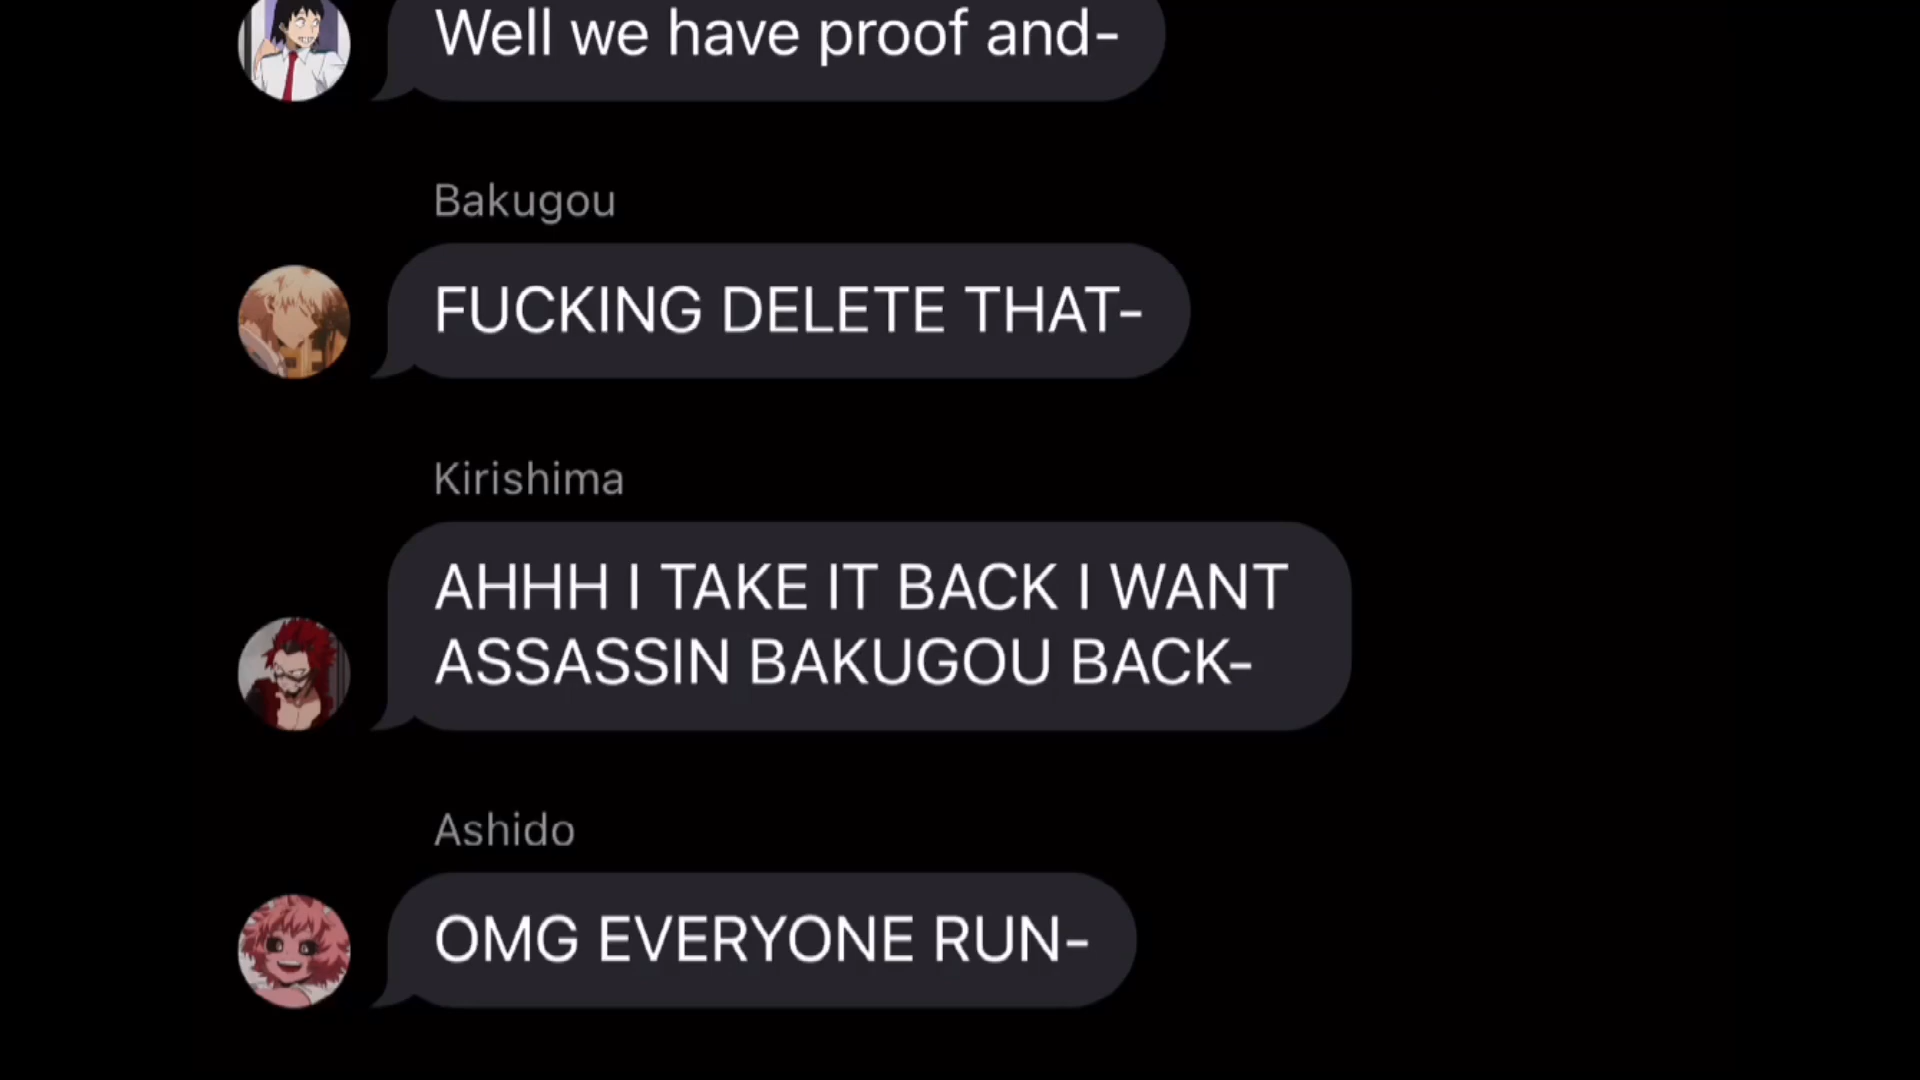 Well we have proof and-
Bakugou
FUCKING DELETE THAT-
Kirishima
AHHH I TAKE IT BACK I WANT
ASSASSIN BAKUGOU BACK-
Ashido
OMG EVERYONE RUN-